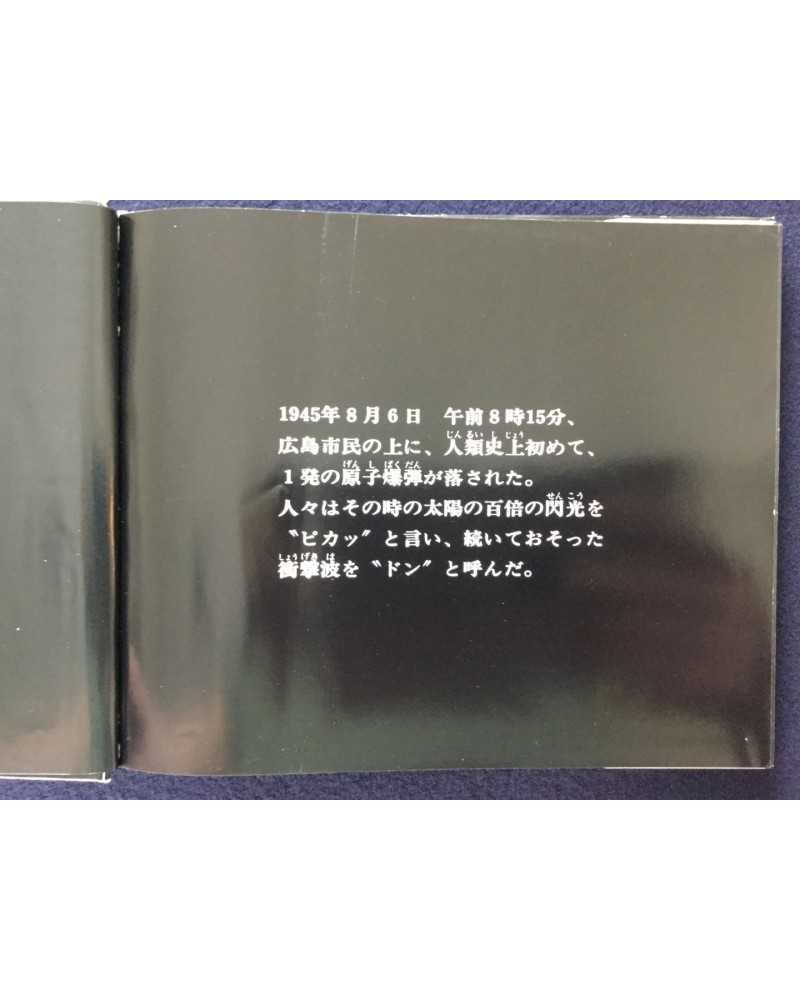 1945年8月6日　午前8時15分、
広島市民の上に、人類史上初めて、
1発の原子爆弾が落された。
人々はその時の太陽の百倍の閃光を
〝ピカッ〟と言い、続いておそった
衝撃波を〝ドン〟と呼んだ。